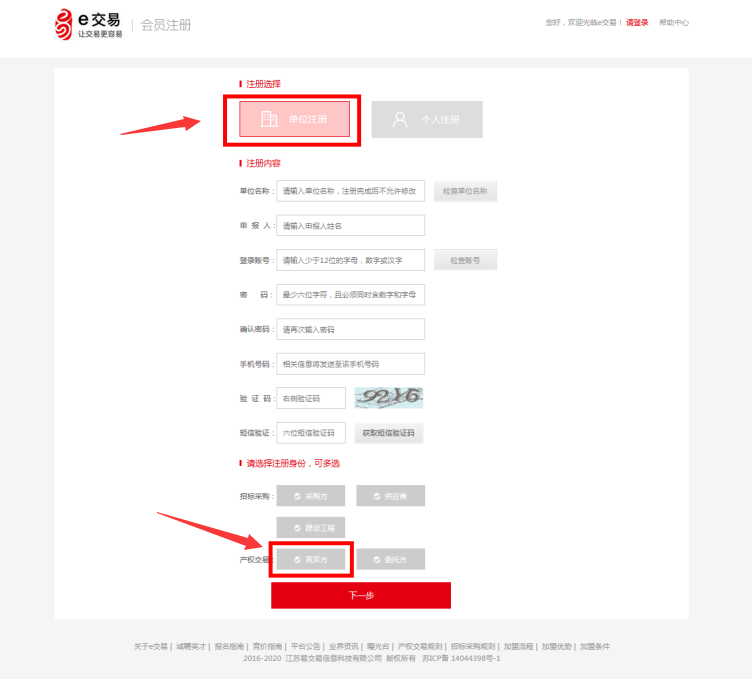 e交易 会员注册 您好，欢迎光临e交易！ 请登录 帮助中心
让交易更容易
注册选择
单位注册 个人注册
注册内容
单位名称： 请输入单位名称，注册完成后不允许修改 检查单位名称
申 报 人： 请输入申报人姓名
登录账号： 请输入少于12位的字母，数字或汉字 检查账号
密 码： 最少六位字符，且必须同时含数字和字母
确认密码： 请再次输入密码
手机号码： 相关信息将发送至该手机号码
验 证 码： 右侧验证码 9216
短信验证： 六位短信验证码 获取短信验证码
请选择注册身份，可多选
招标采购： 采购方 供应商
建设工程
产权交易： 竞买方 委托方
下一步
关于e交易 | 诚聘英才 | 报名指南 | 竞价指南 | 平台公告 | 业界资讯 | 曝光台 | 产权交易规则 | 招标采购规则 | 加盟流程 | 加盟优势 | 加盟条件
2016-2020 江苏易交易信息科技有限公司 版权所有 苏ICP备 14044398号-1